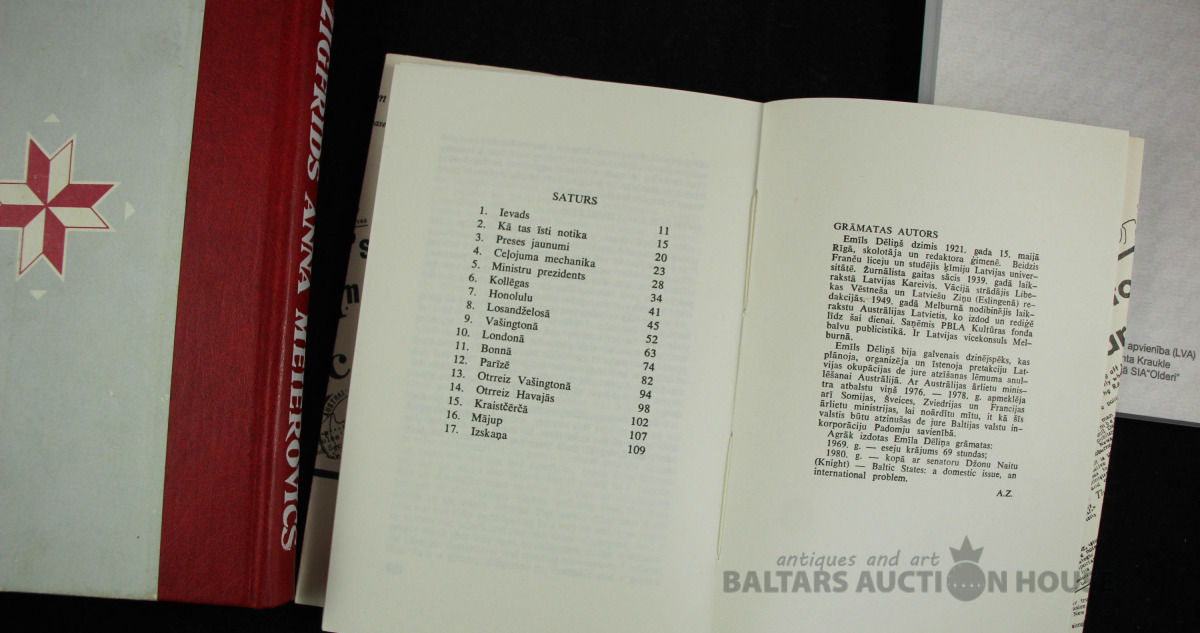 ZIGFRIDS ANNA MEIEROVICS
SATURS
1. Ievads 11
2. Kā tas īsti notika 15
3. Preses jaunumi 20
4. Ceļojuma mechanika 23
5. Ministru prezidents 28
6. Kollēgas 34
7. Honolulu 41
8. Losandželosā 45
9. Vašingtonā 52
10. Londonā 63
11. Bonnā 74
12. Parīzē 82
13. Otrreiz Vašingtonā 94
14. Otrreiz Havajās 98
15. Kraistčērčā 102
16. Mājup 107
17. Izskaņa 109
GRĀMATAS AUTORS
Emīls Dēliņš dzimis 1921. gada 15. maijā
Rīgā, skolotāja un redaktora ģimenē. Beidzis
Franču liceju un studējis ķīmiju Latvijas univer-
sitātē. Žurnālista gaitas sācis 1939. gadā laik-
rakstā Latvijas Kareivis. Vācijā strādājis Libe-
kas Vēstneša un Latviešu Ziņu (Eslingenā) re-
dakcijās. 1949. gadā Melburnā nodibinējis laik-
rakstu Austrālijas Latvietis, ko izdod un rediģē
līdz šai dienai. Saņēmis PBLA Kultūras fonda
balvu publicistikā. Ir Latvijas vicekonsuls Mel-
burnā.
Emīls Dēliņš bija galvenais dzinējspēks, kas
plānoja, organizēja un īstenoja pretakciju Lat-
vijas okupācijas de jure atzīšanas lēmuma anul-
lēšanai Austrālijā. Ar Austrālijas ārlietu minis-
tra atbalstu viņš 1976. — 1978. g. apmeklēja
arī Somijas, Šveices, Zviedrijas un Francijas
ārlietu ministrijas, lai noārdītu mītu, it kā šīs
valstis būtu atzinušas de jure Baltijas valstu in-
korporāciju Padomju savienībā.
Agrāk izdotas Emīla Dēliņa grāmatas:
1969. g. — eseju krājums 69 stundas;
1980. g. — kopā ar senatoru Džonu Naitu
(Knight) — Baltic States: a domestic issue, an
international problem.
A.Z.
apvienība (LVA)
nta Kraukle
ā SIA"Olderi"
antiques and art
BALTARS AUCTION HOUSE